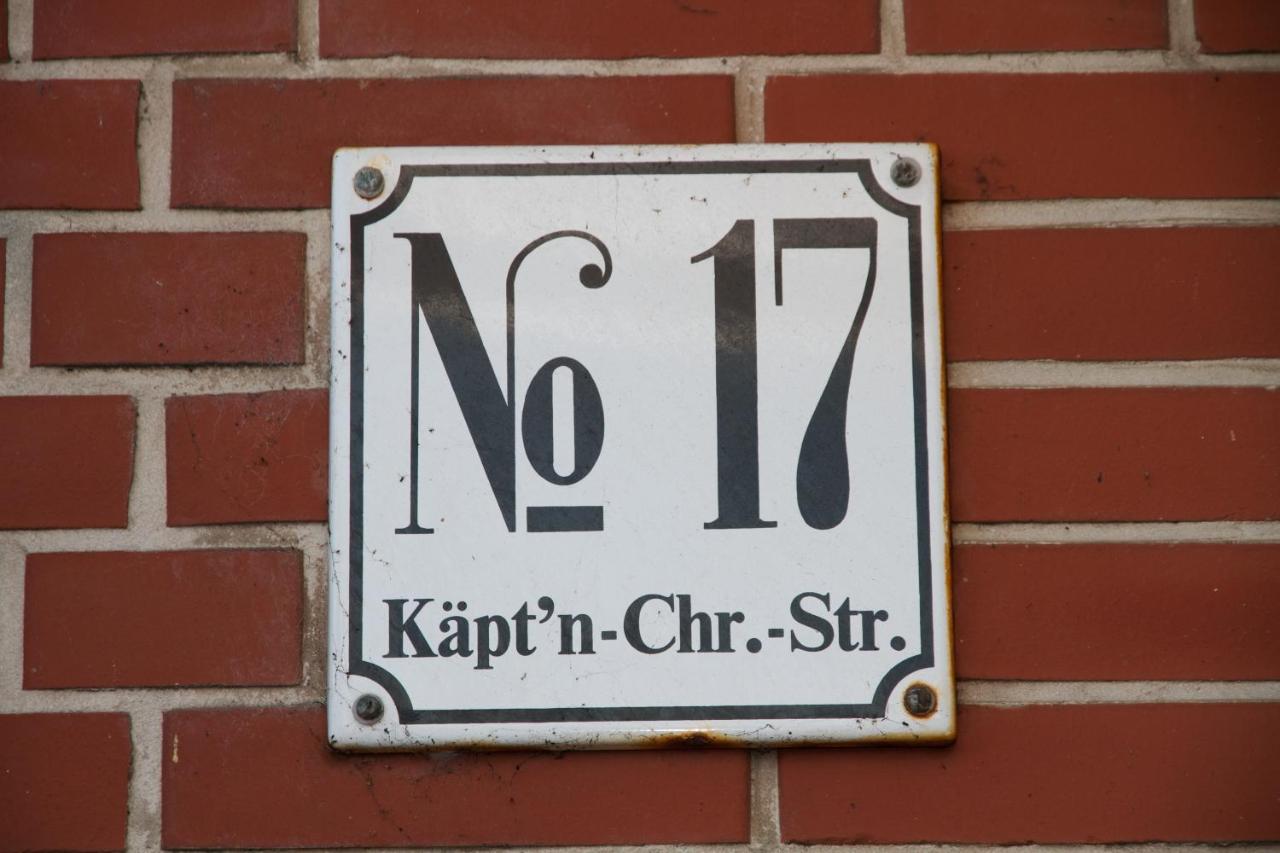 No 17
Käpt’n-Chr.-Str.